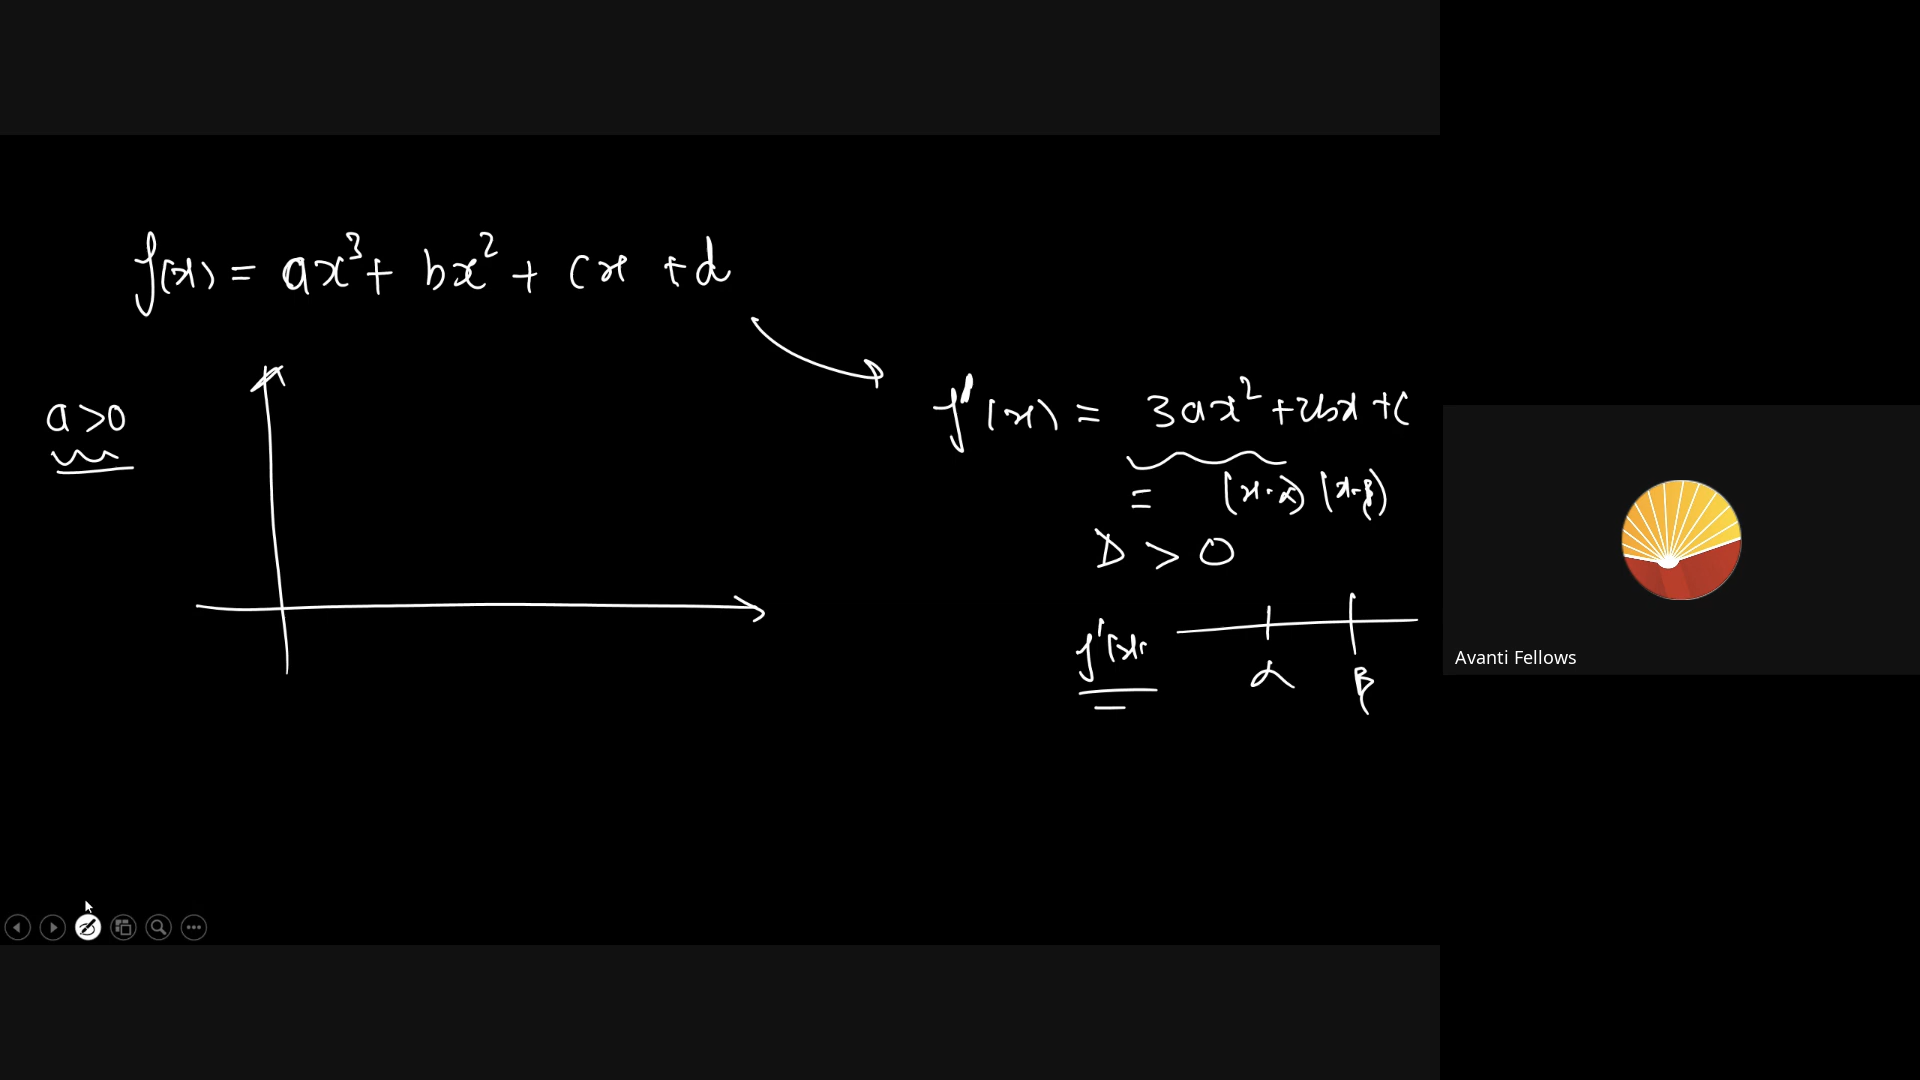 f(x) = ax³ + bx² + cx + d
a > 0
f'(x) = 3ax² + 2bx + c
= (x-α) (x-β)
D > 0
f'(x)
α β
Avanti Fellows